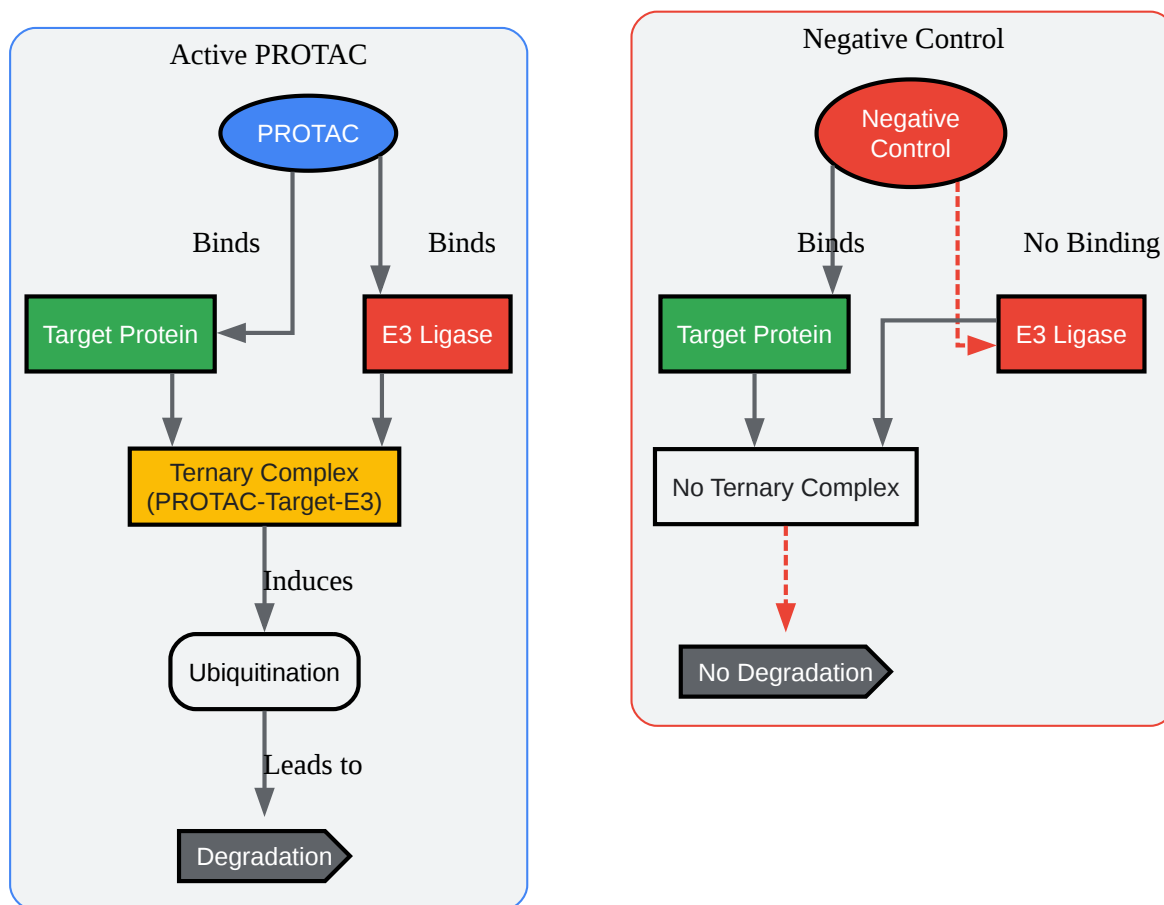 Active PROTAC
PROTAC
Binds
Binds
Target Protein
E3 Ligase
Ternary Complex
(PROTAC-Target-E3)
Induces
Ubiquitination
Leads to
Degradation
Negative Control
Negative
Control
Binds
No Binding
Target Protein
E3 Ligase
No Ternary Complex
No Degradation